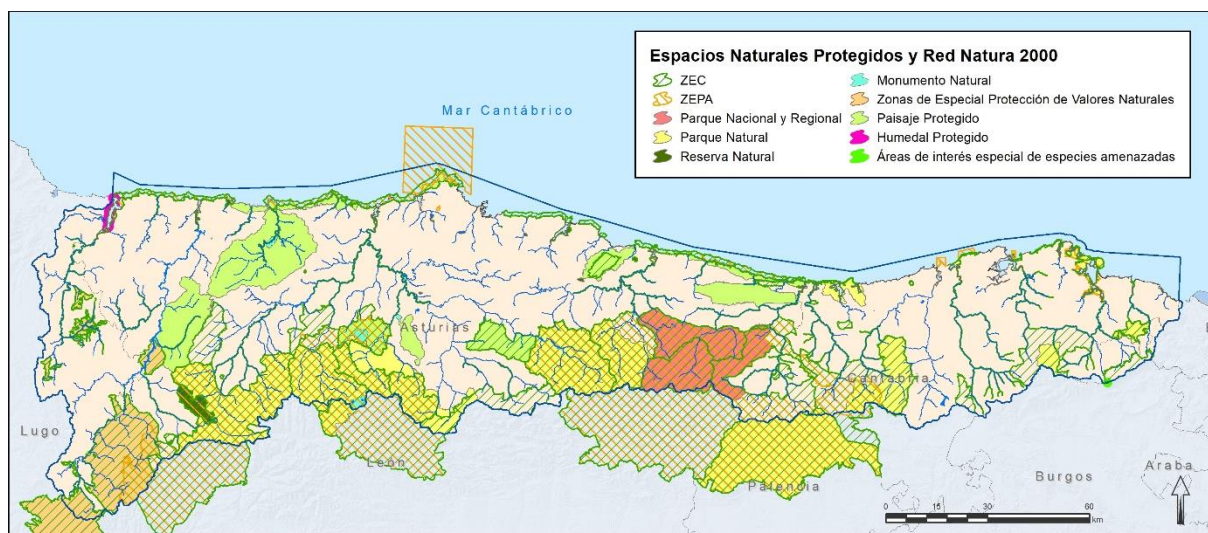 Espacios Naturales Protegidos y Red Natura 2000
ZEC
ZEPA
Parque Nacional y Regional
Parque Natural
Reserva Natural
Monumento Natural
Zonas de Especial Protección de Valores Naturales
Paisaje Protegido
Humedal Protegido
Áreas de interés especial de especies amenazadas
Mar Cantábrico
Asturias
Cantabria
Lugo
León
Palencia
Burgos
Araba
0 15 30 60
km